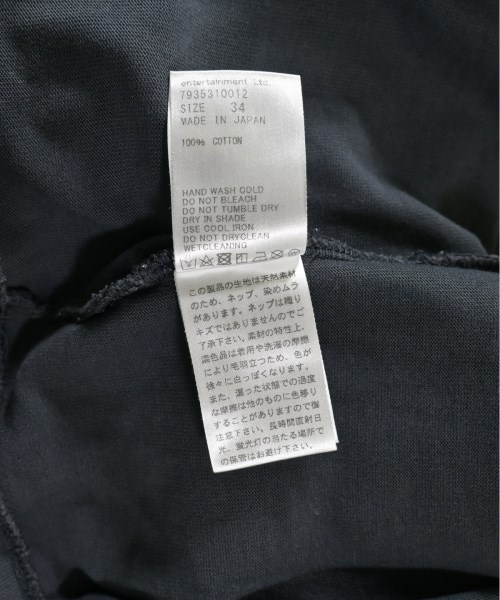 entertainment Ltd.
7935310012
SIZE 34
MADE IN JAPAN
100% COTTON
HAND WASH COLD
DO NOT BLEACH
DO NOT TUMBLE DRY
DRY IN SHADE
USE COOL IRON
DO NOT DRYCLEAN
WETCLEANING
この製品の生地は天然素材
のため、ネップ、染めムラ
があります。ネップは織り
キズではありませんのでご
了承下さい。素材の特性上、
濃色品は着用や洗濯の摩擦
により毛羽立つため、色が
徐々に白っぽくなります。
また、湿った状態での過度
な摩擦は他のものに色移り
することがありますので御
注意下さい。長時間直射日
光、蛍光灯の当たる場所で
の保管はお避け下さい。